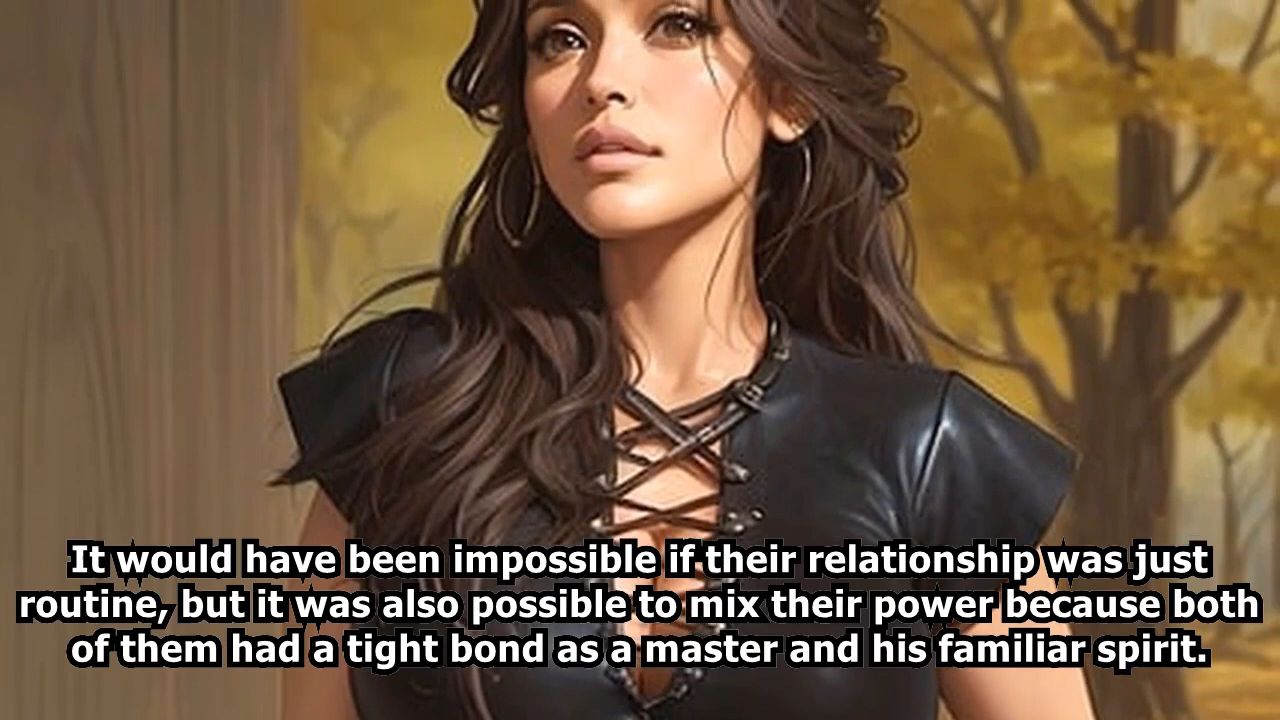 It would have been impossible if their relationship was just
routine, but it was also possible to mix their power because both
of them had a tight bond as a master and his familiar spirit.